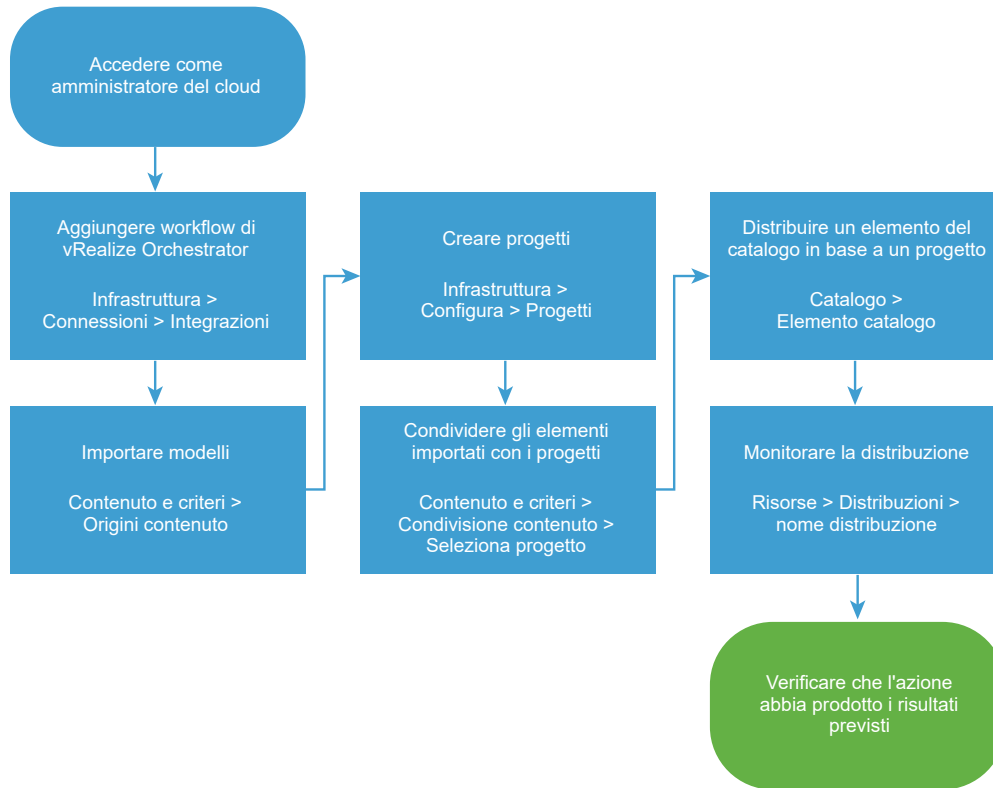 Accedere come
amministratore del cloud
Aggiungere workflow di
vRealize Orchestrator
Infrastruttura >
Connessioni > Integrazioni
Importare modelli
Contenuto e criteri >
Origini contenuto
Creare progetti
Infrastruttura >
Configura > Progetti
Condividere gli elementi
importati con i progetti
Contenuto e criteri >
Condivisione contenuto >
Seleziona progetto
Distribuire un elemento del
catalogo in base a un progetto
Catalogo >
Elemento catalogo
Monitorare la distribuzione
Risorse > Distribuzioni >
nome distribuzione
Verificare che l'azione
abbia prodotto i risultati
previsti